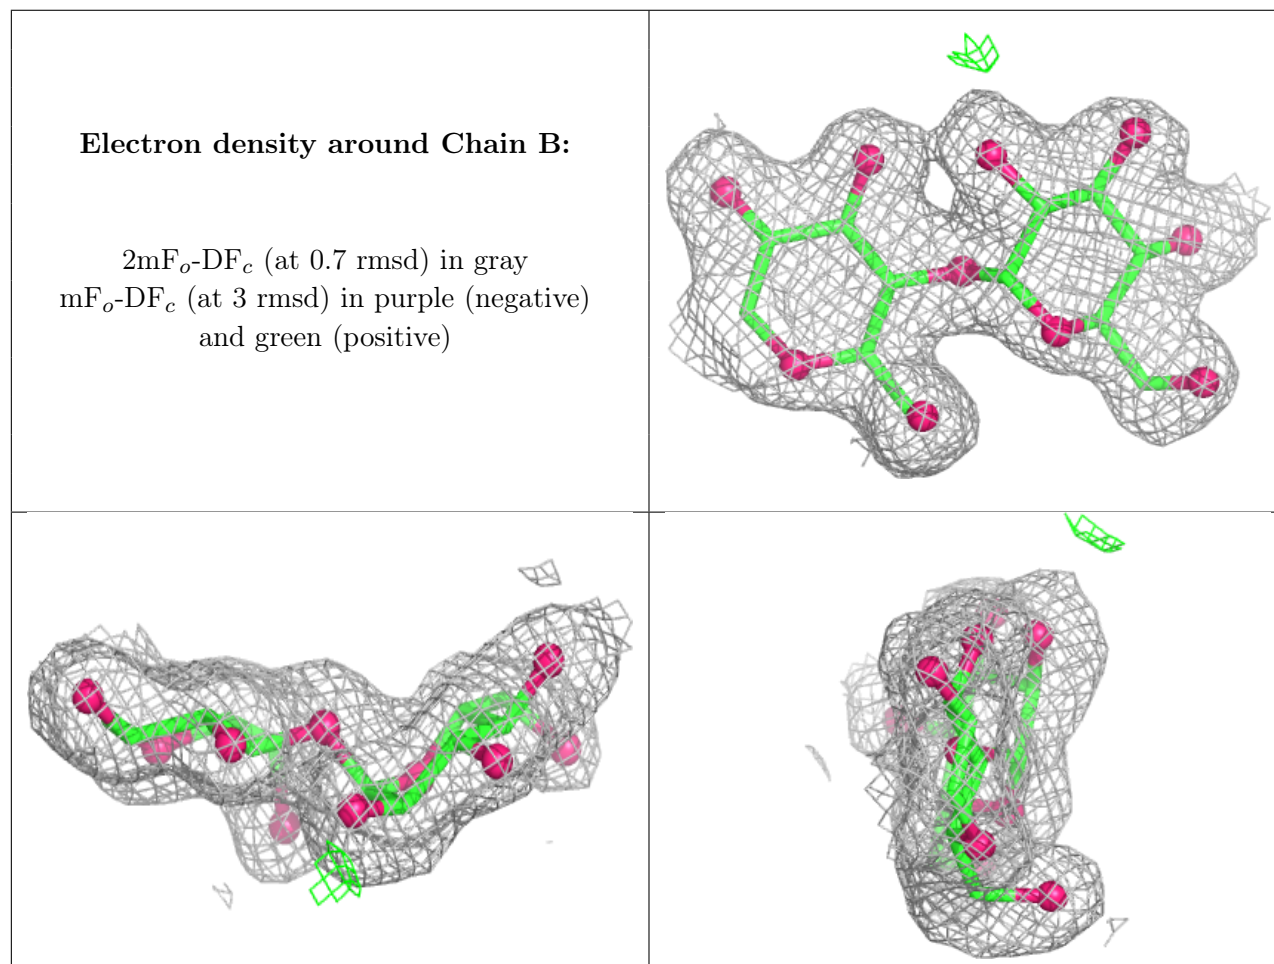 Electron density around Chain B:
2mFo-DFc (at 0.7 rmsd) in gray
mFo-DFc (at 3 rmsd) in purple (negative)
and green (positive)